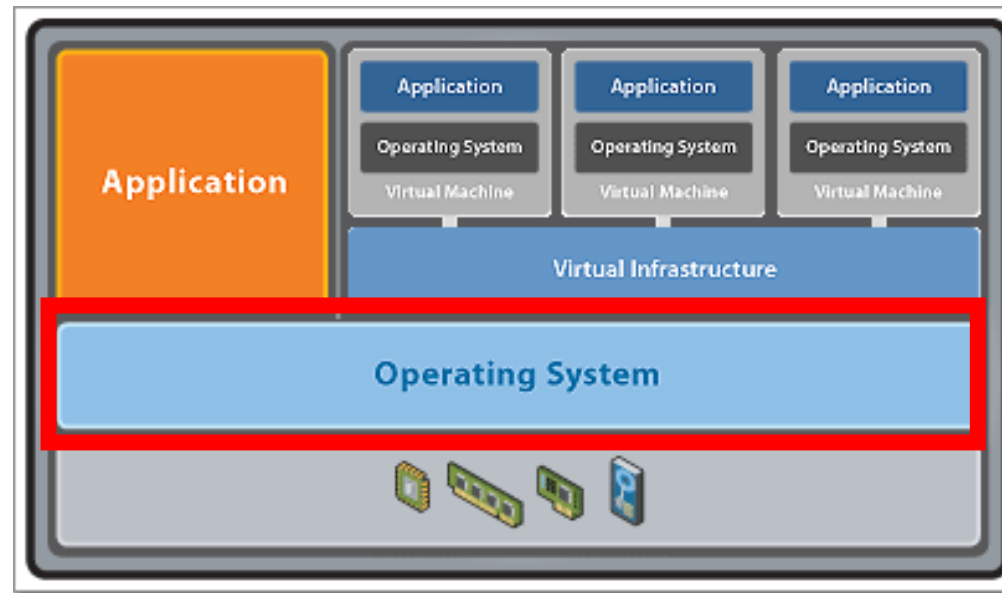 Application
Application
Operating System
Virtual Machine
Application
Operating System
Virtual Machine
Application
Operating System
Virtual Machine
Virtual Infrastructure
Operating System